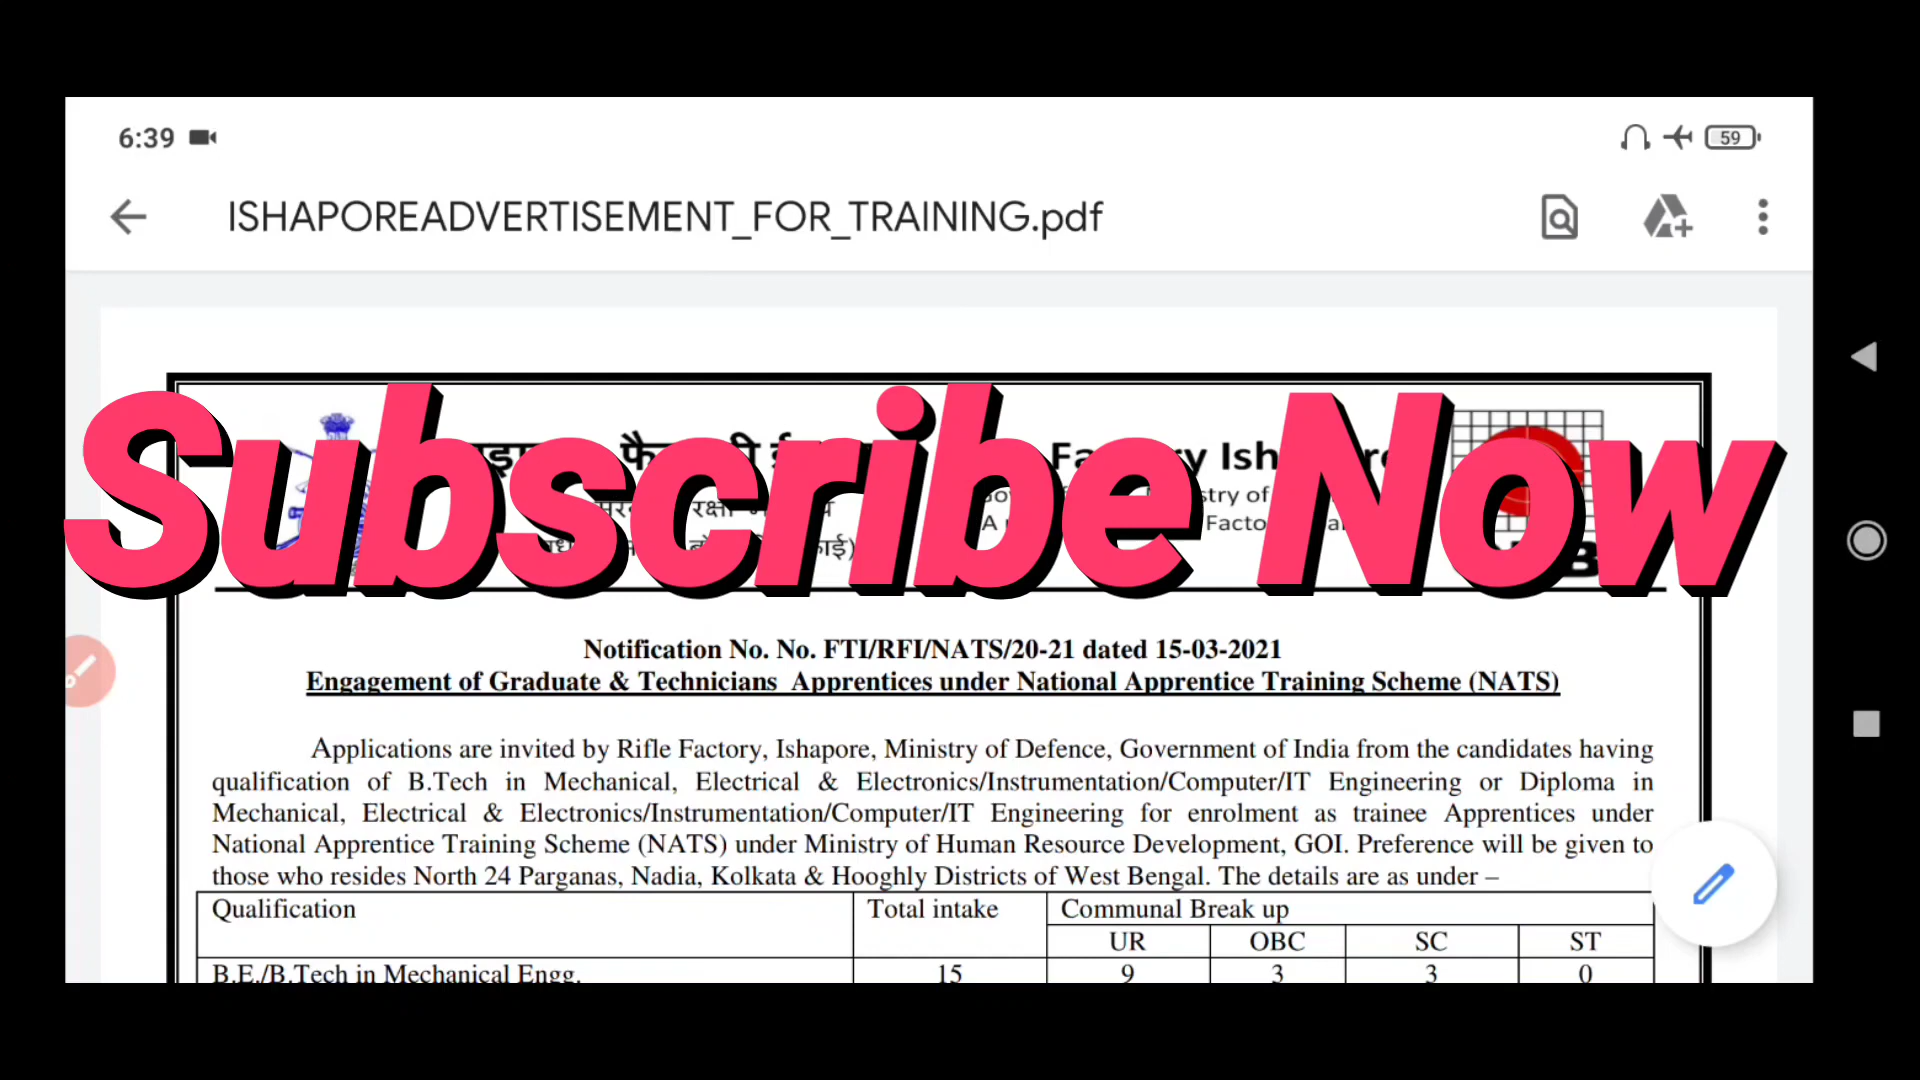 6:39
59
ISHAPOREADVERTISEMENT_FOR_TRAINING.pdf
Subscribe Now
Notification No. No. FTI/RFI/NATS/20-21 dated 15-03-2021
Engagement of Graduate & Technicians Apprentices under National Apprentice Training Scheme (NATS)
Applications are invited by Rifle Factory, Ishapore, Ministry of Defence, Government of India from the candidates having
qualification of B.Tech in Mechanical, Electrical & Electronics/Instrumentation/Computer/IT Engineering or Diploma in
Mechanical, Electrical & Electronics/Instrumentation/Computer/IT Engineering for enrolment as trainee Apprentices under
National Apprentice Training Scheme (NATS) under Ministry of Human Resource Development, GOI. Preference will be given to
those who resides North 24 Parganas, Nadia, Kolkata & Hooghly Districts of West Bengal. The details are as under –
Qualification Total intake Communal Break up
UR OBC SC ST
B.E./B.Tech in Mechanical Engg. 15 9 3 3 0